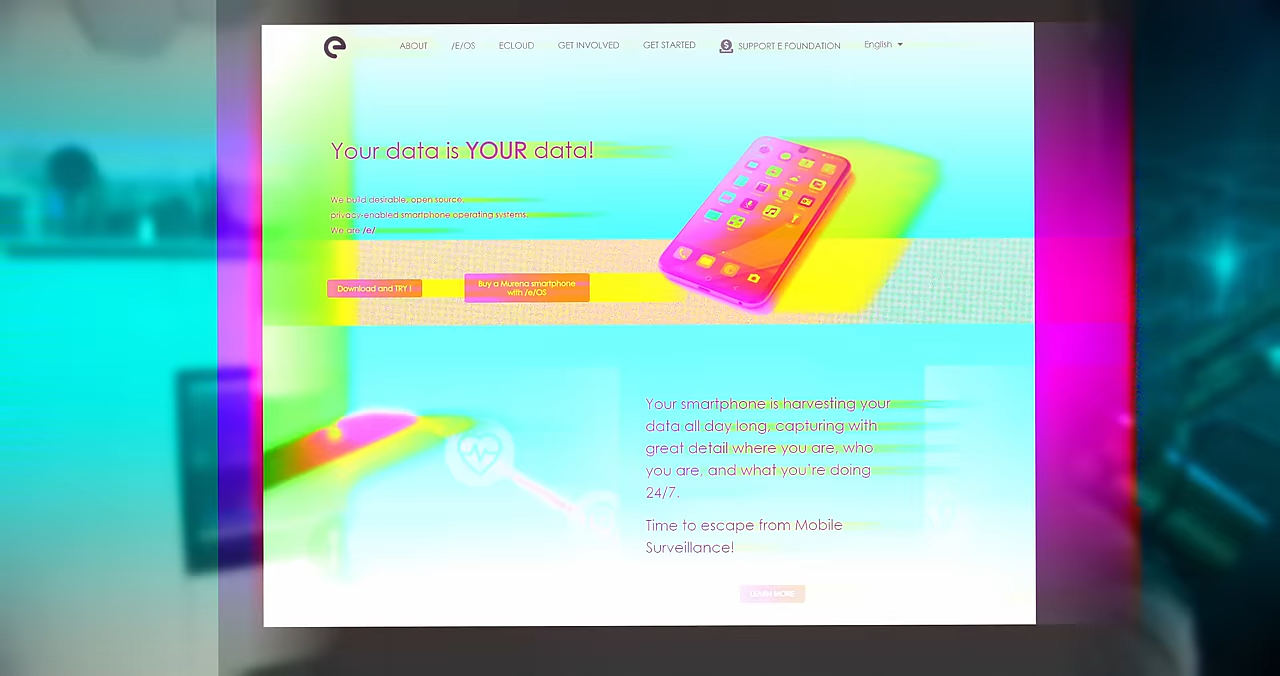 e
ABOUT /E/OS ECLOUD GET INVOLVED GET STARTED SUPPORT E FOUNDATION English
Your data is YOUR data!
We build desirable, open source,
privacy-enabled smartphone operating systems.
We are /e/
Download and TRY !
Buy a Murena smartphone
with /e/OS
Your smartphone is harvesting your
data all day long, capturing with
great detail where you are, who
you are, and what you're doing
24/7.
Time to escape from Mobile
Surveillance!
LEARN MORE